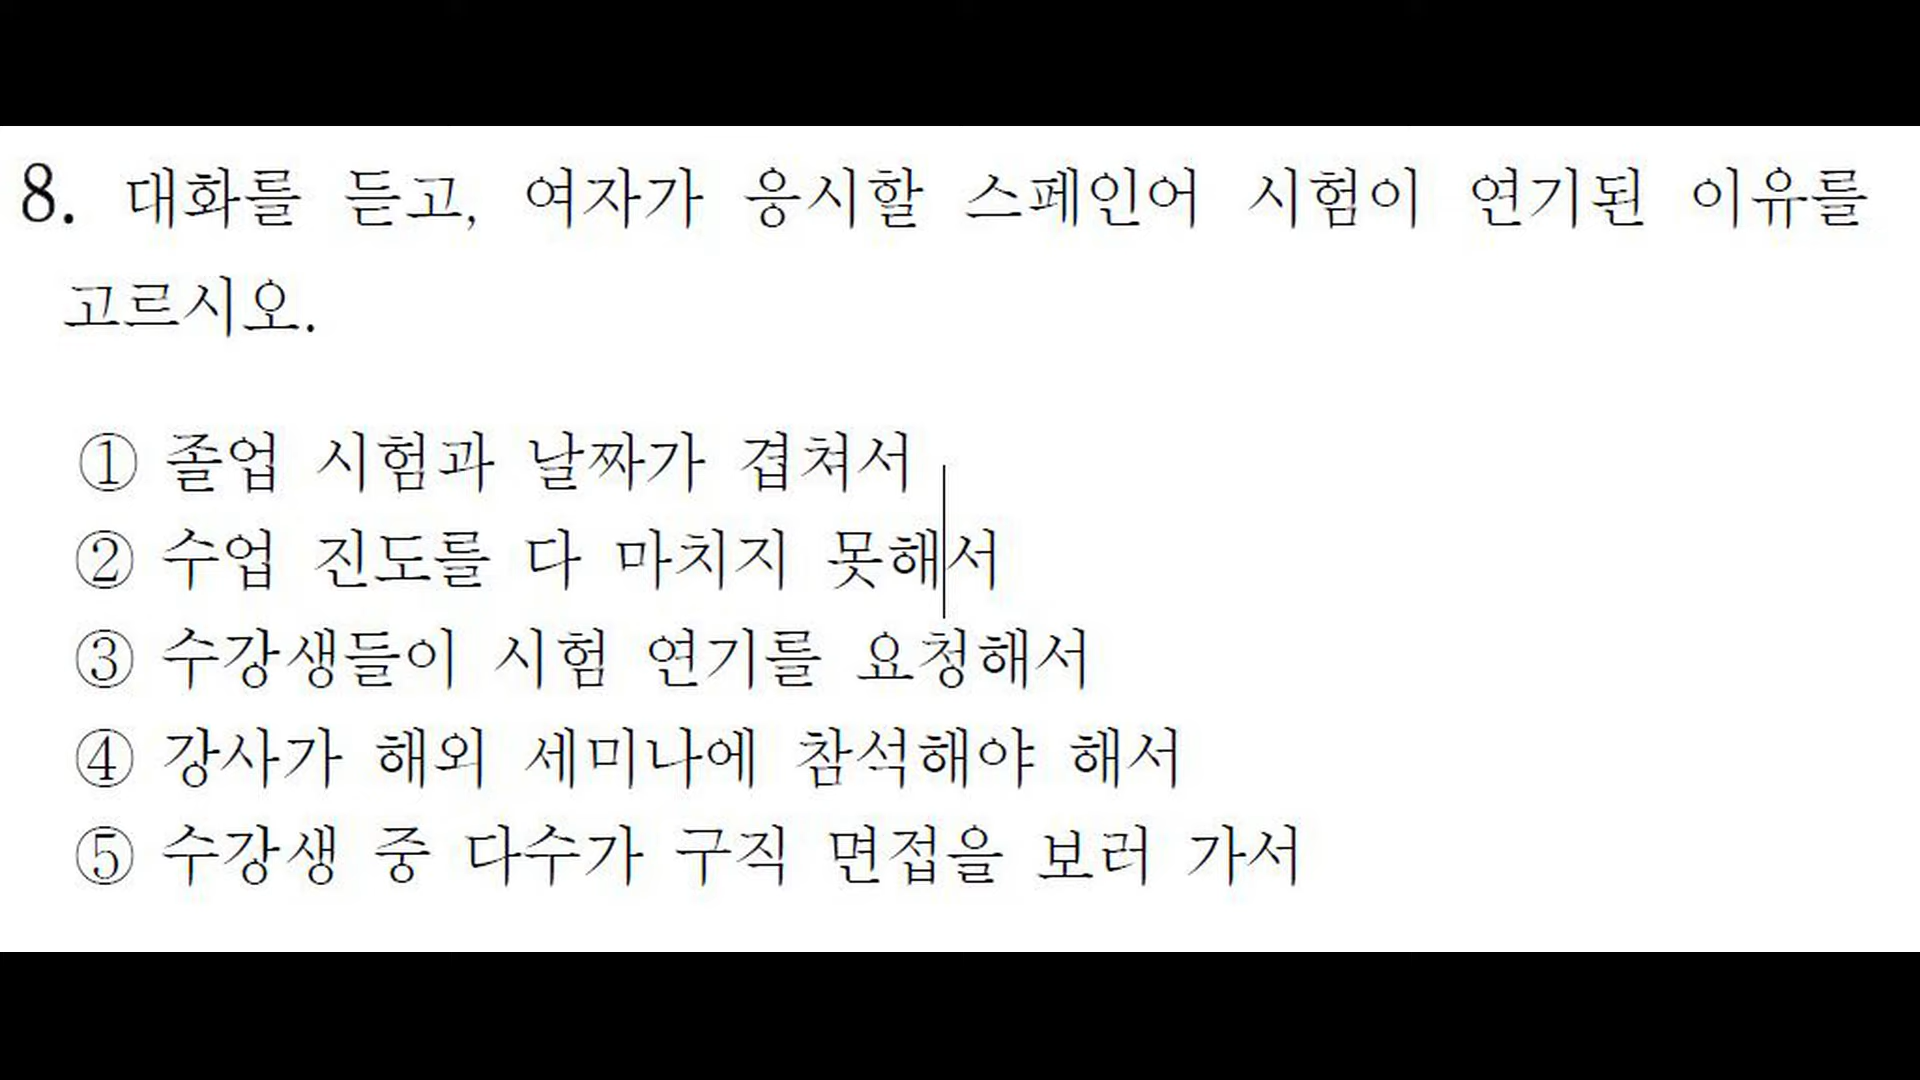 8. 대화를 듣고, 여자가 응시할 스페인어 시험이 연기된 이유를
고르시오.
① 졸업 시험과 날짜가 겹쳐서
② 수업 진도를 다 마치지 못해서
③ 수강생들이 시험 연기를 요청해서
④ 강사가 해외 세미나에 참석해야 해서
⑤ 수강생 중 다수가 구직 면접을 보러 가서